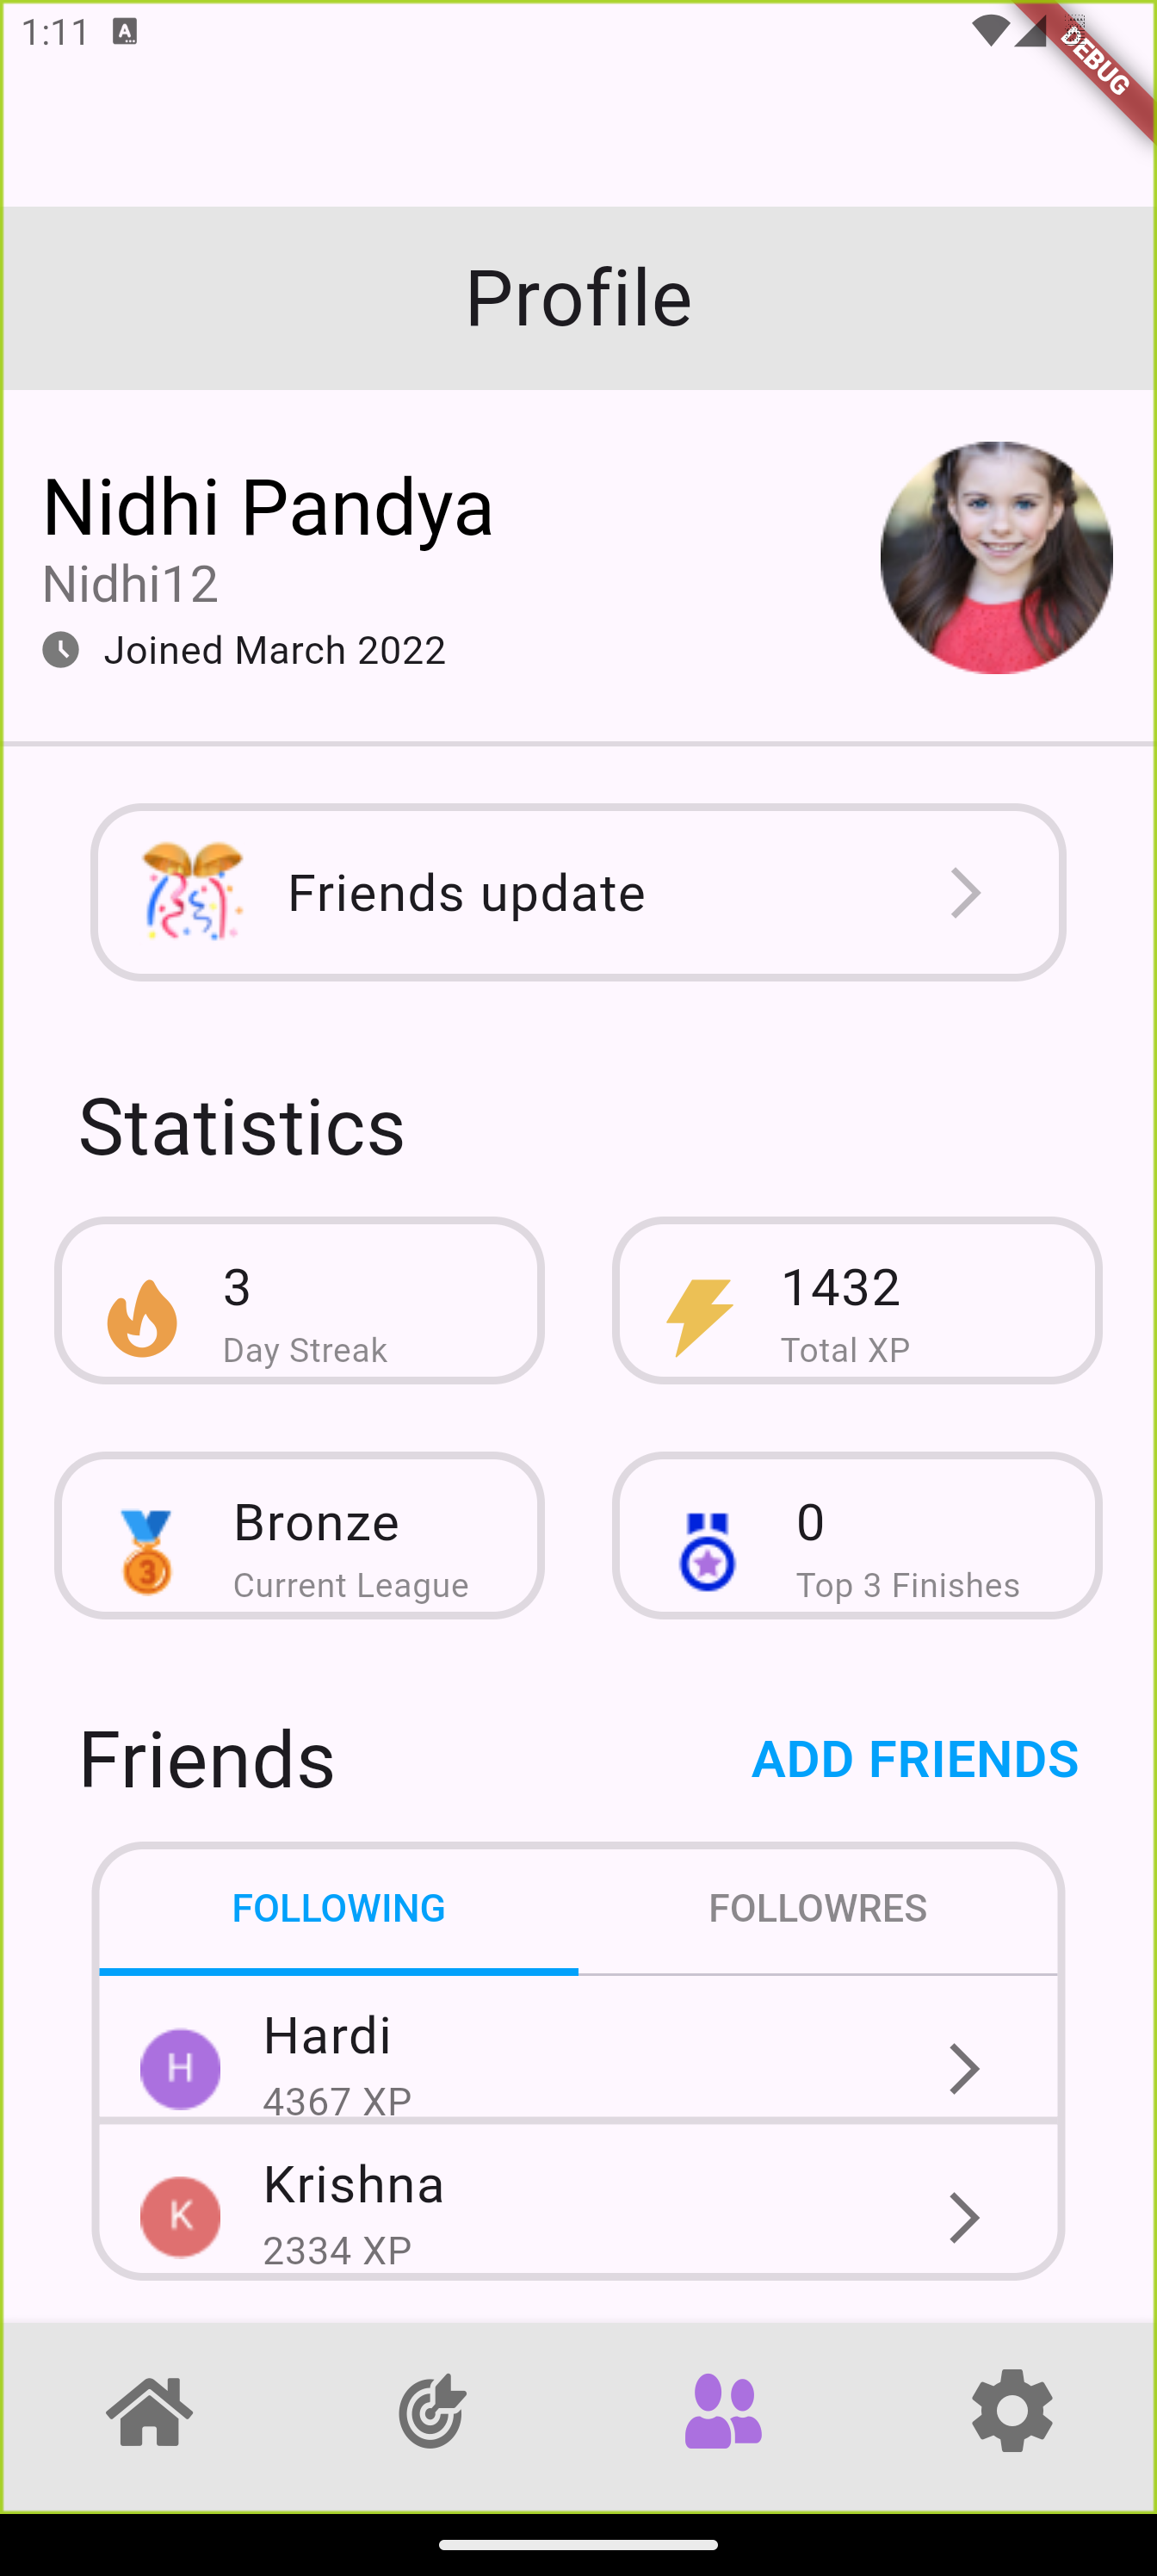 1:11 A
DEBUG
Profile
Nidhi Pandya
Nidhi12
Joined March 2022
Friends update
Statistics
3
Day Streak
1432
Total XP
3
Bronze
Current League
0
Top 3 Finishes
Friends ADD FRIENDS
FOLLOWING FOLLOWRES
H
Hardi
4367 XP
K
Krishna
2334 XP